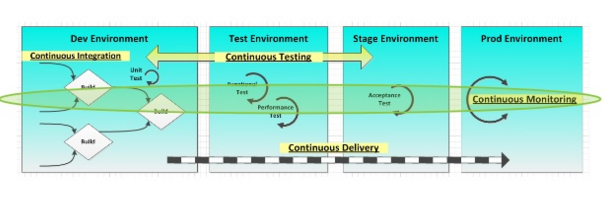 Dev Environment
Test Environment
Stage Environment
Prod Environment
Continuous Integration
Continuous Testing
Unit
Test
Build
Functional
Test
Performance
Test
Acceptance
Test
Continuous Monitoring
Build
Build
Continuous Delivery